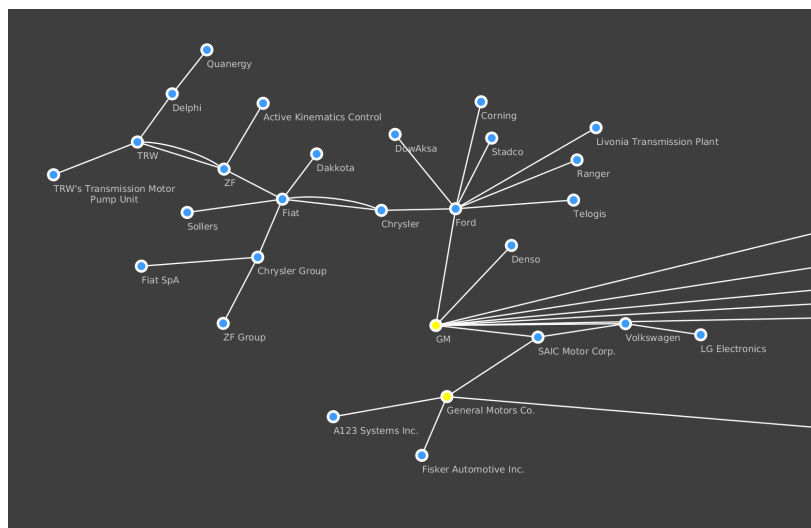 Quanergy
Delphi
Active Kinematics Control
Corning
DowAksa
Stadco
Livonia Transmission Plant
TRW
Dakkota
Ranger
ZF
TRW's Transmission Motor
Pump Unit
Fiat
Sollers
Chrysler
Ford
Telogis
Denso
Fiat SpA
Chrysler Group
ZF Group
GM
SAIC Motor Corp.
Volkswagen
LG Electronics
General Motors Co.
A123 Systems Inc.
Fisker Automotive Inc.